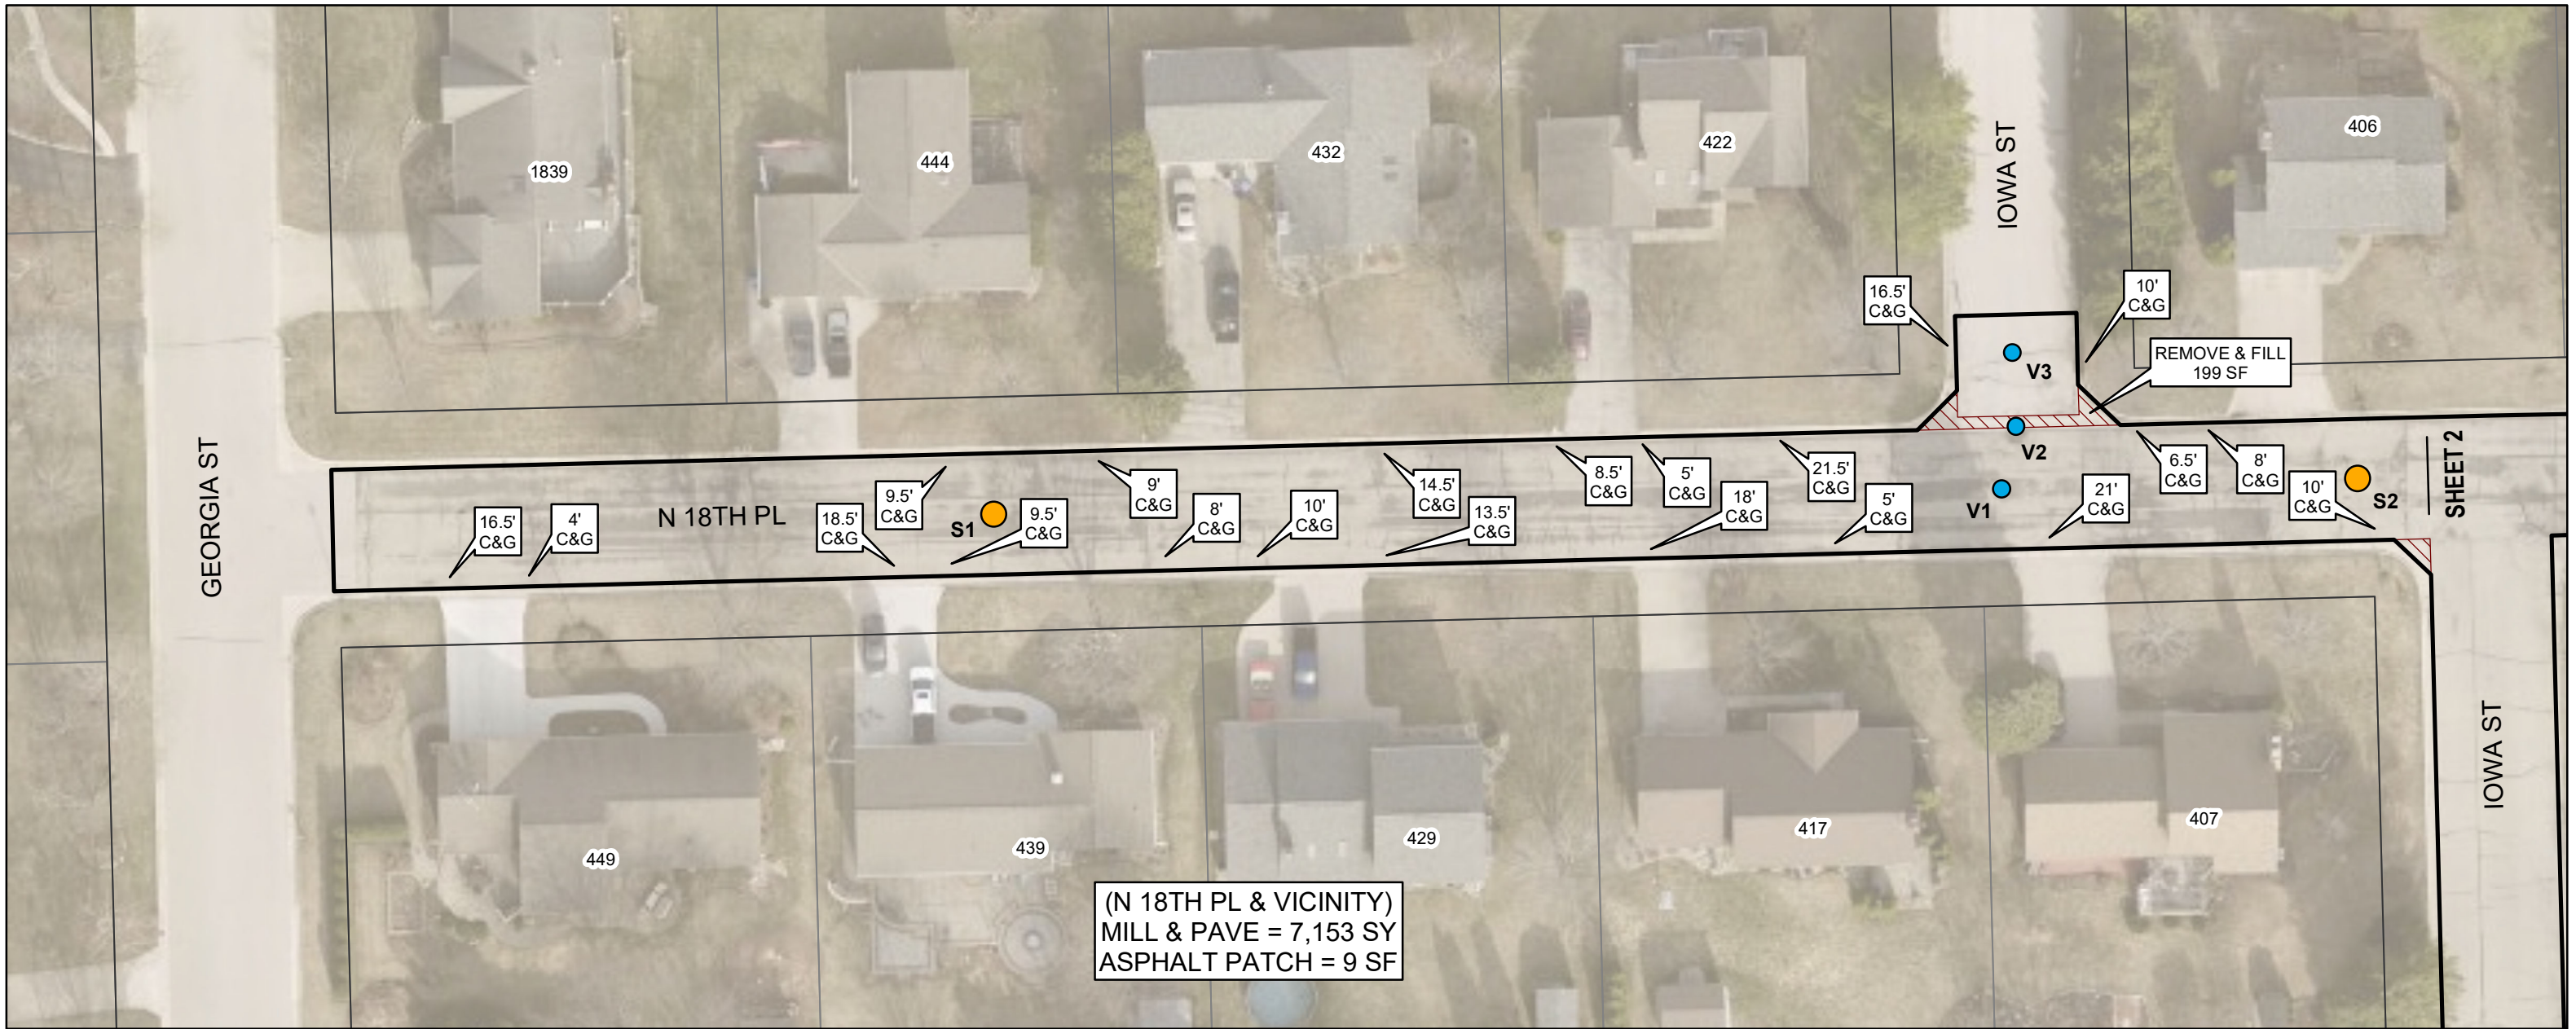 1839
444
432
422
IOWA ST
406
16.5'
C&G
10'
C&G
REMOVE & FILL
199 SF
V3
V2
V1
GEORGIA ST
N 18TH PL
16.5'
C&G
4'
C&G
18.5'
C&G
9.5'
C&G
S1
9.5'
C&G
9'
C&G
8'
C&G
10'
C&G
14.5'
C&G
13.5'
C&G
8.5'
C&G
5'
C&G
18'
C&G
21.5'
C&G
5'
C&G
21'
C&G
6.5'
C&G
8'
C&G
10'
C&G
S2
SHEET 2
IOWA ST
449
439
429
417
407
(N 18TH PL & VICINITY)
MILL & PAVE = 7,153 SY
ASPHALT PATCH = 9 SF